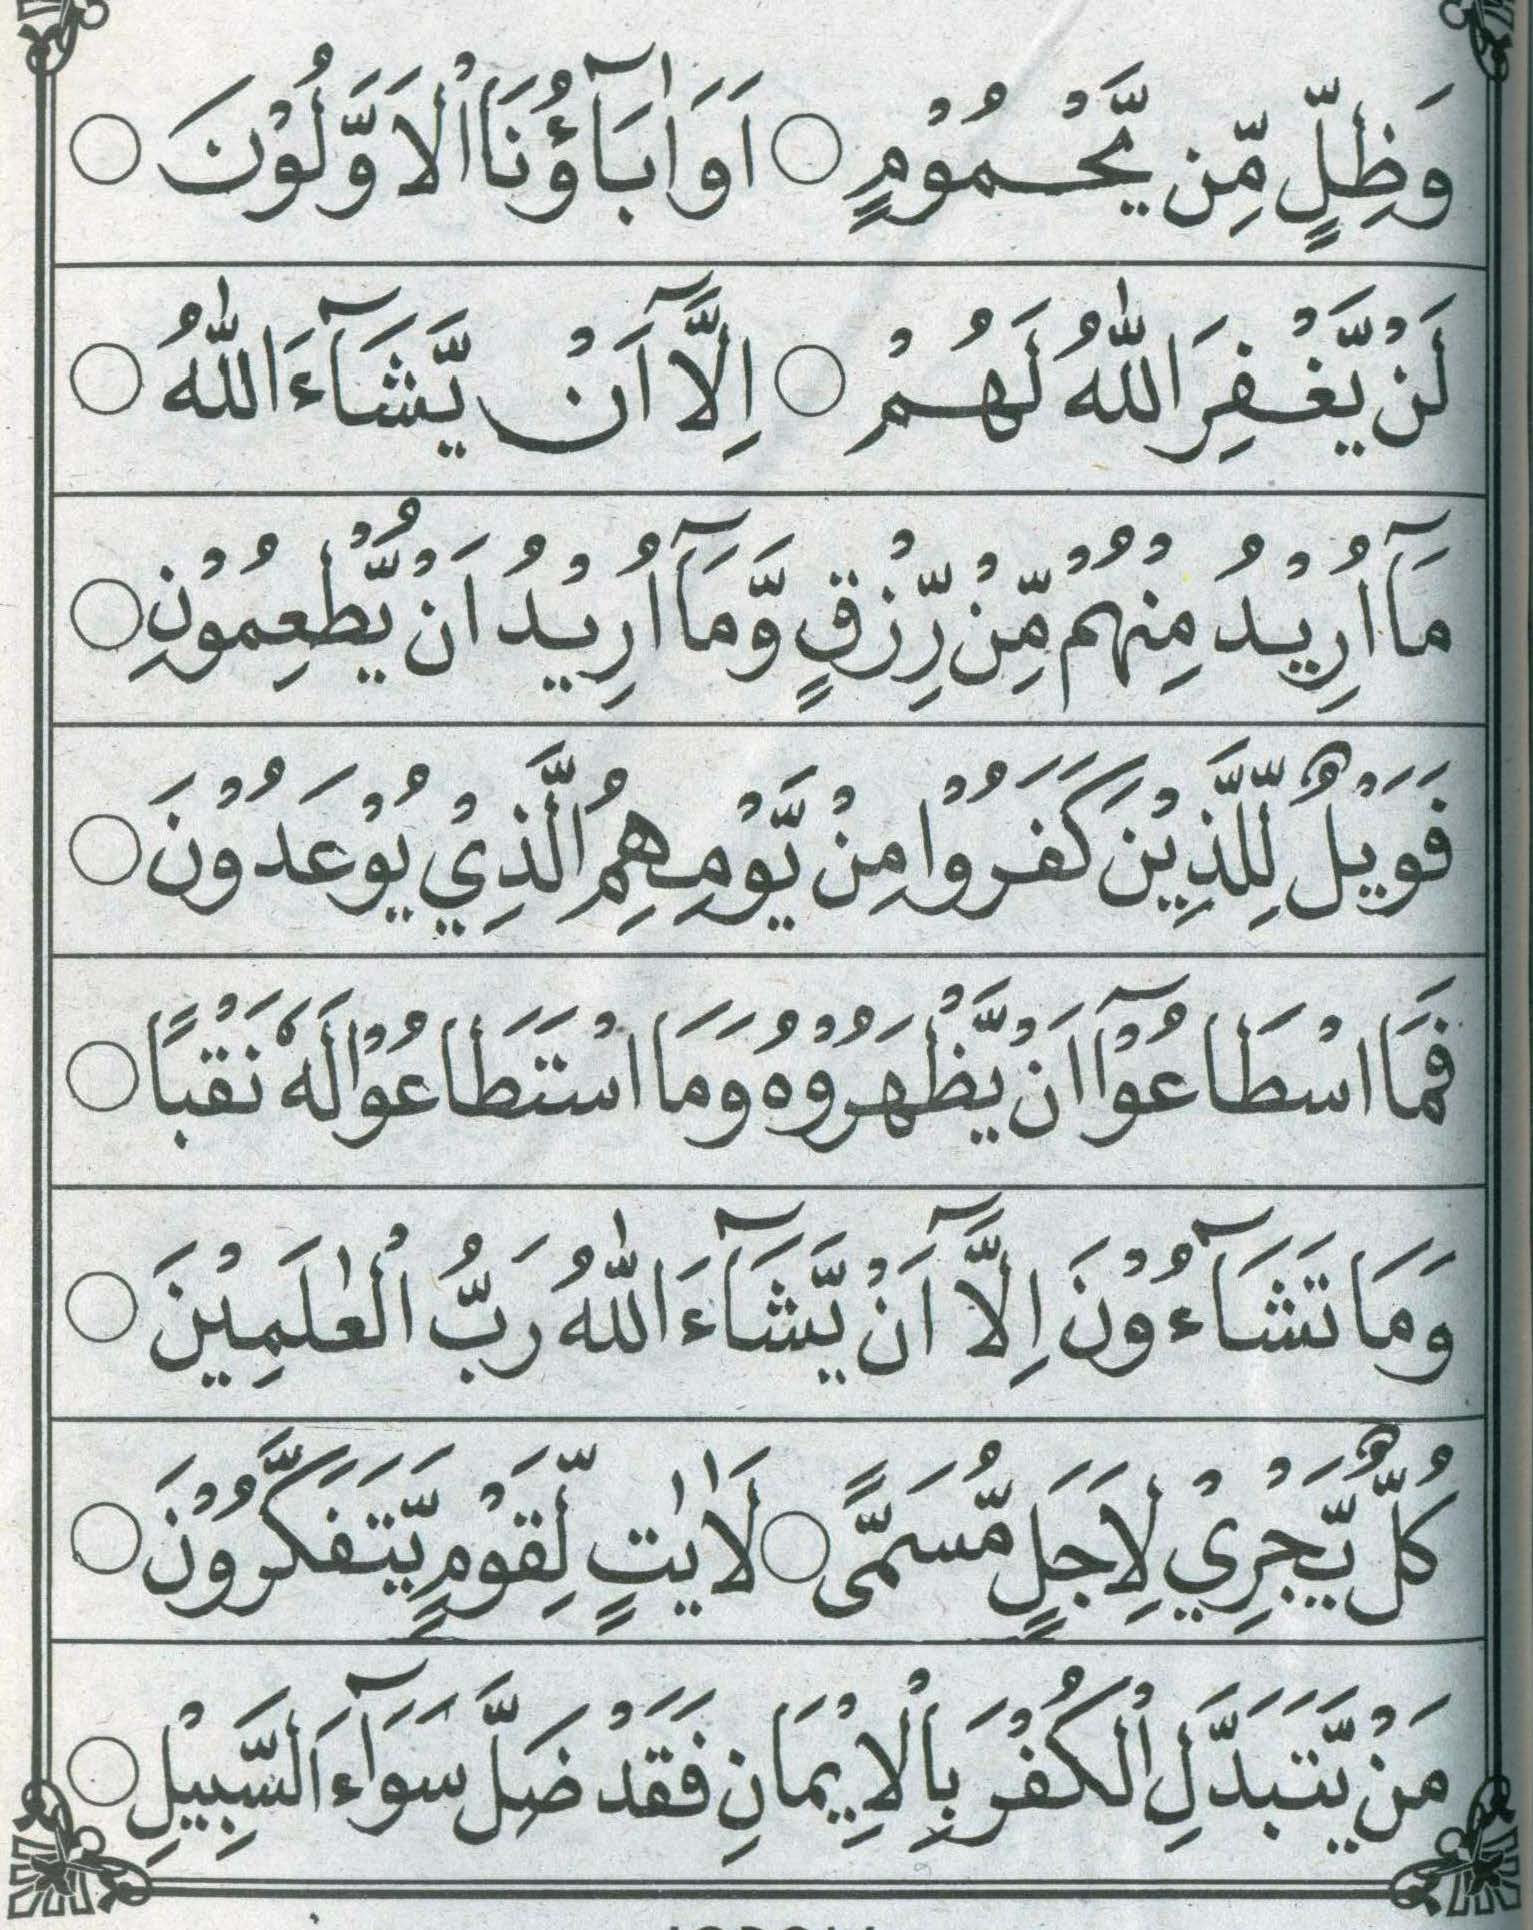 وَظِلٍّ مِّن يَّحْمُوْمٍ ○ اَوَاٰبَآؤُنَا الْاَوَّلُوْنَ ○
لَنْ يَّغْفِرَ اللّٰهُ لَهُمْ ○ اِلَّآ اَنْ يَّشَآءَ اللّٰهُ ○
مَآ اُرِيْدُ مِنْهُمْ مِّنْ رِّزْقٍ وَّمَآ اُرِيْدُ اَنْ يُّطْعِمُوْنِ ○
فَوَيْلٌ لِّلَّذِيْنَ كَفَرُوْا مِنْ يَّوْمِهِمُ الَّذِيْ يُوْعَدُوْنَ ○
فَمَا اسْطَاعُوْٓا اَنْ يَّظْهَرُوْهُ وَمَا اسْتَطَاعُوْا لَهٗ نَقْبًا ○
وَمَا تَشَآءُوْنَ اِلَّآ اَنْ يَّشَآءَ اللّٰهُ رَبُّ الْعٰلَمِيْنَ ○
كُلٌّ يَّجْرِيْ لِاَجَلٍ مُّسَمًّى ○ لَاٰيٰتٍ لِّقَوْمٍ يَّتَفَكَّرُوْنَ ○
مَنْ يَّتَبَدَّلِ الْكُفْرَ بِالْاِيْمَانِ فَقَدْ ضَلَّ سَوَآءَ السَّبِيْلِ ○